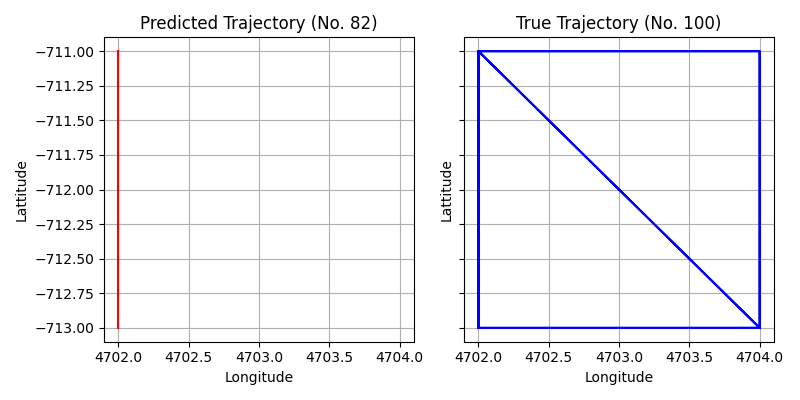 Predicted Trajectory (No. 82)
True Trajectory (No. 100)
−711.00
−711.25
−711.50
−711.75
−712.00
−712.25
−712.50
−712.75
−713.00
Lattitude
Lattitude
4702.0 4702.5 4703.0 4703.5 4704.0
4702.0 4702.5 4703.0 4703.5 4704.0
Longitude
Longitude